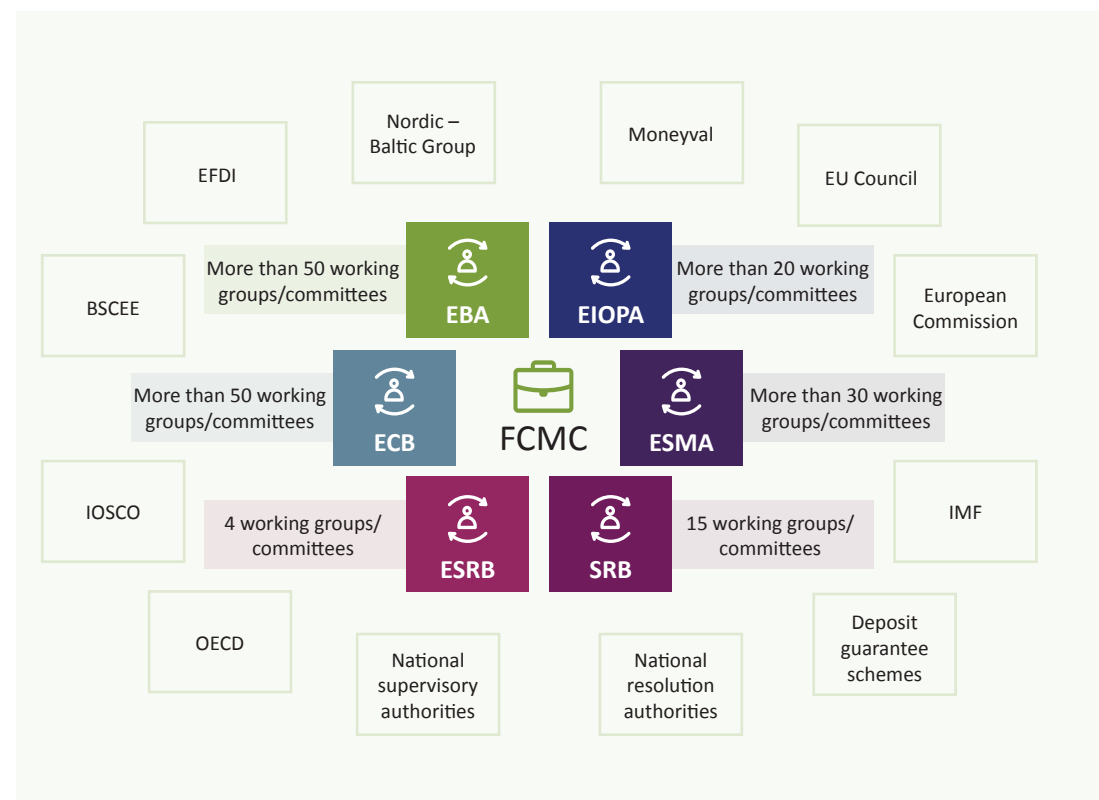 Nordic –
Baltic Group
Moneyval
EFDI
EU Council
More than 50 working
groups/committees
EBA
EIOPA
More than 20 working
groups/committees
BSCEE
European
Commission
More than 50 working
groups/committees
ECB
FCMC
ESMA
More than 30 working
groups/committees
IOSCO
4 working groups/
committees
ESRB
SRB
15 working groups/
committees
IMF
OECD
National
supervisory
authorities
National
resolution
authorities
Deposit
guarantee
schemes